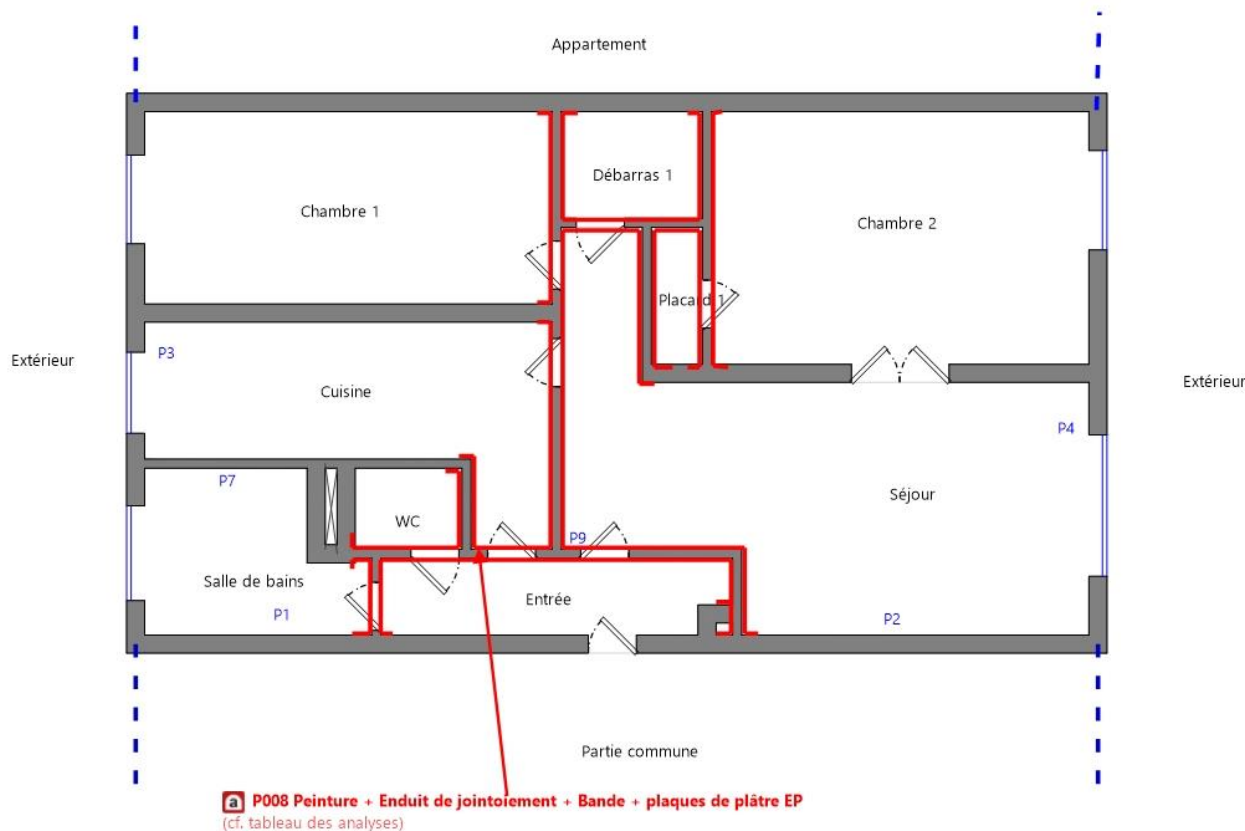 Appartement
Débarras 1
Chambre 1
Chambre 2
Placard 1
P3
Extérieur
Extérieur
Cuisine
P4
P7
Séjour
WC
P9
Salle de bains
Entrée
P1
P2
Partie commune
a P008 Peinture + Enduit de jointoiement + Bande + plaques de plâtre EP
(cf. tableau des analyses)